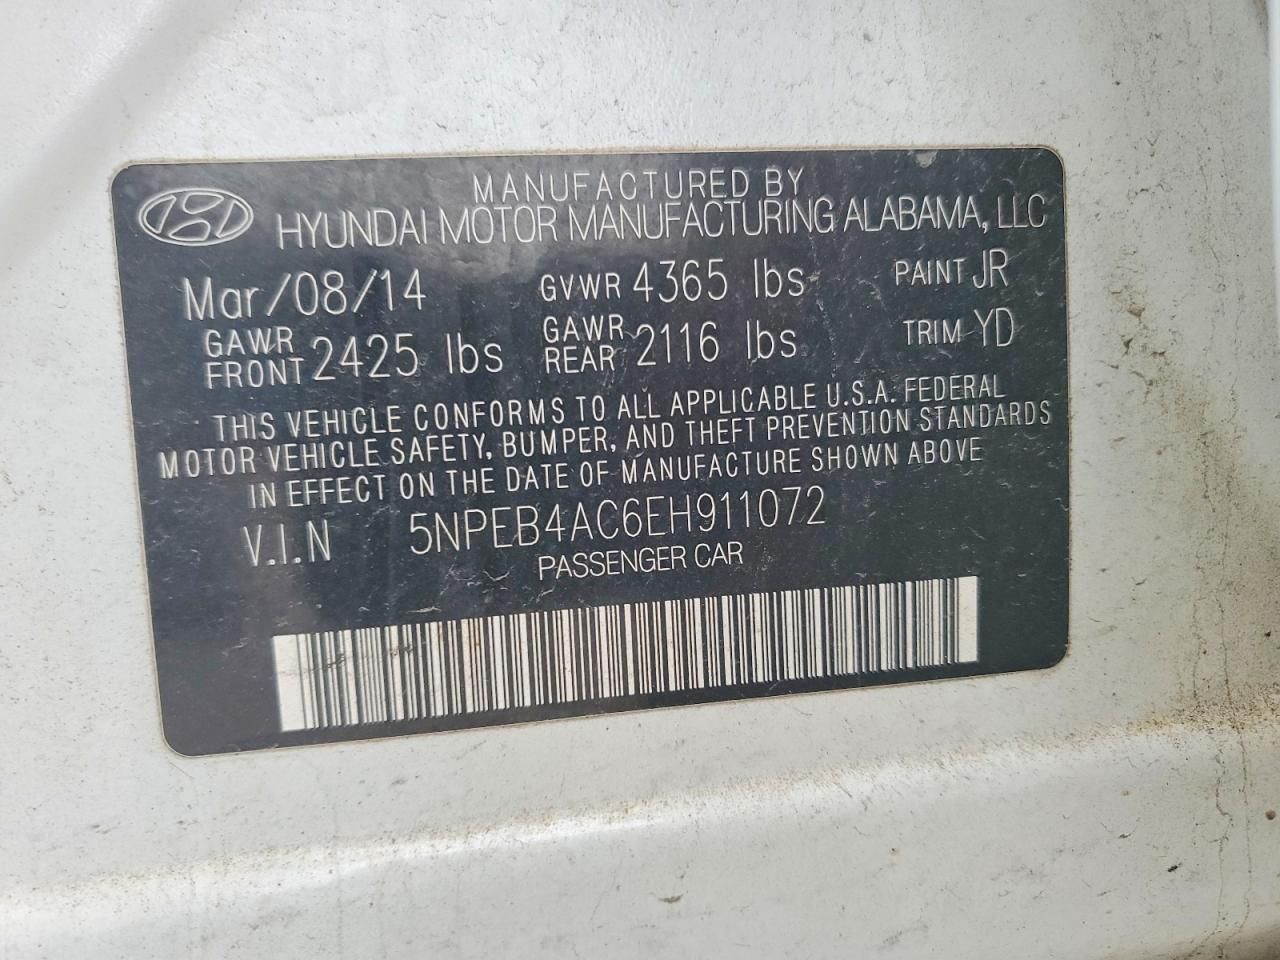 MANUFACTURED BY
HYUNDAI MOTOR MANUFACTURING ALABAMA, LLC
Mar/08/14 GVWR 4365 lbs PAINT JR
GAWR FRONT 2425 lbs GAWR REAR 2116 lbs TRIM YD
THIS VEHICLE CONFORMS TO ALL APPLICABLE U.S.A. FEDERAL
MOTOR VEHICLE SAFETY, BUMPER, AND THEFT PREVENTION STANDARDS
IN EFFECT ON THE DATE OF MANUFACTURE SHOWN ABOVE
V.I.N 5NPEB4AC6EH911072
PASSENGER CAR